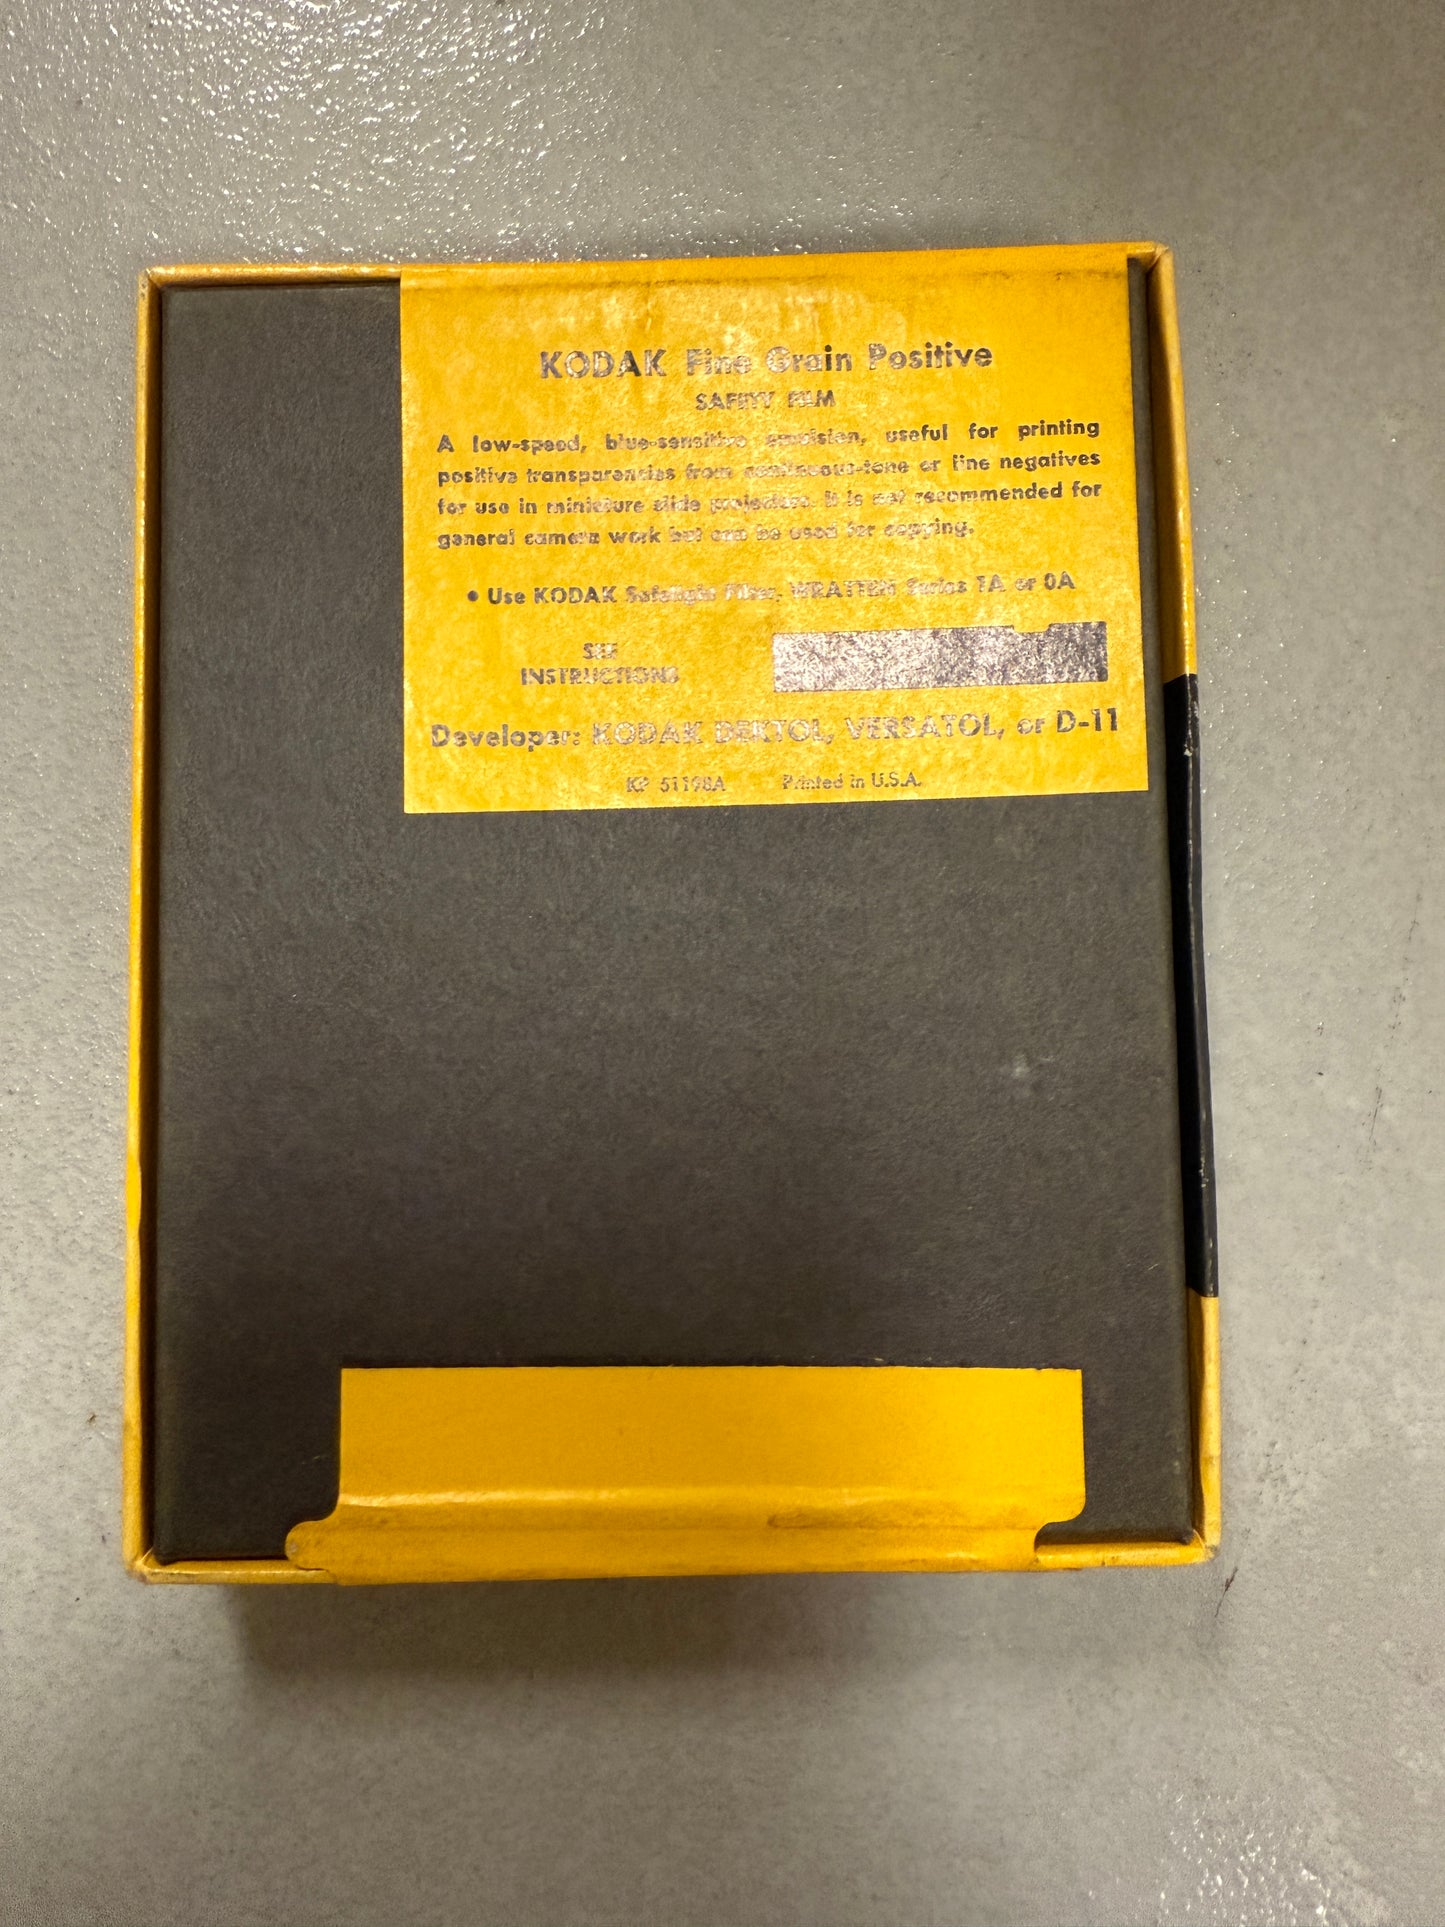 KODAK Fine Grain Positive
SAFETY FILM
A low-speed, blue-sensitive emulsion, useful for printing
positive transparencies from continuous-tone or line negatives
for use in miniature slide projectors. It is not recommended for
general camera work but can be used for copying.
• Use KODAK Safelight Filter, WRATTEN Series 1A or 0A
SEE
INSTRUCTIONS
Developer: KODAK DEKTOL, VERSATOL, or D-11
KP 51198A Printed in U.S.A.